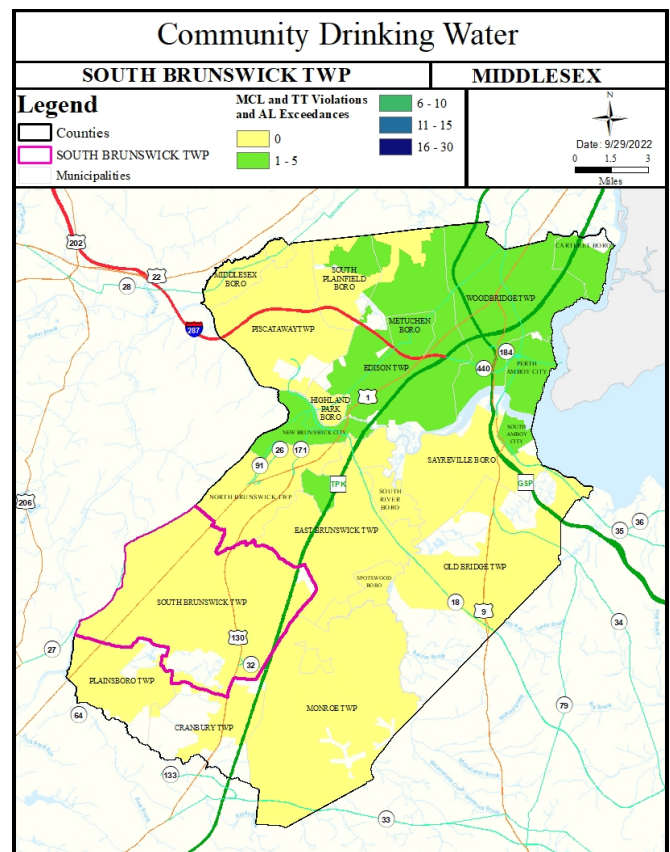 Community Drinking Water
SOUTH BRUNSWICK TWP
MIDDLESEX
Legend
Counties
SOUTH BRUNSWICK TWP
Municipalities
MCL and TT Violations
and AL Exceedances
0
1 - 5
6 - 10
11 - 15
16 - 30
N
Date: 9/29/2022
0 1.5 3
Miles
202
22
28
287
CARTERET BORO
MIDDLESEX
BORO
SOUTH
PLAINFIELD
BORO
WOODBRIDGE TWP
PISCATAWAY TWP
METUCHEN
BORO
EDISON TWP
184
440
PERTH
AMBOY CITY
HIGHLAND
PARK
BORO
1
NEW BRUNSWICK CITY
SOUTH
AMBOY
CITY
91
26
171
SAYREVILLE BORO
206
TPK
GSP
NORTH BRUNSWICK TWP
SOUTH
RIVER
BORO
36
35
EAST BRUNSWICK TWP
OLD BRIDGE TWP
SPOTSWOOD
BORO
SOUTH BRUNSWICK TWP
18
9
34
130
27
32
PLAINSBORO TWP
MONROE TWP
64
79
CRANBURY TWP
133
33